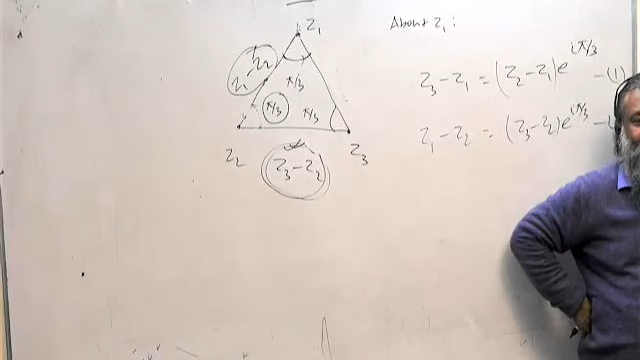 Z₁
About Z₁:
Z₁-Z₂
π/3
π/3
π/3
Z₃-Z₁ = (Z₂-Z₁)e^{iπ/3} -(1)
Z₁-Z₂ = (Z₃-Z₂)e^{iπ/3} -
Z₂
Z₃-Z₂
Z₃